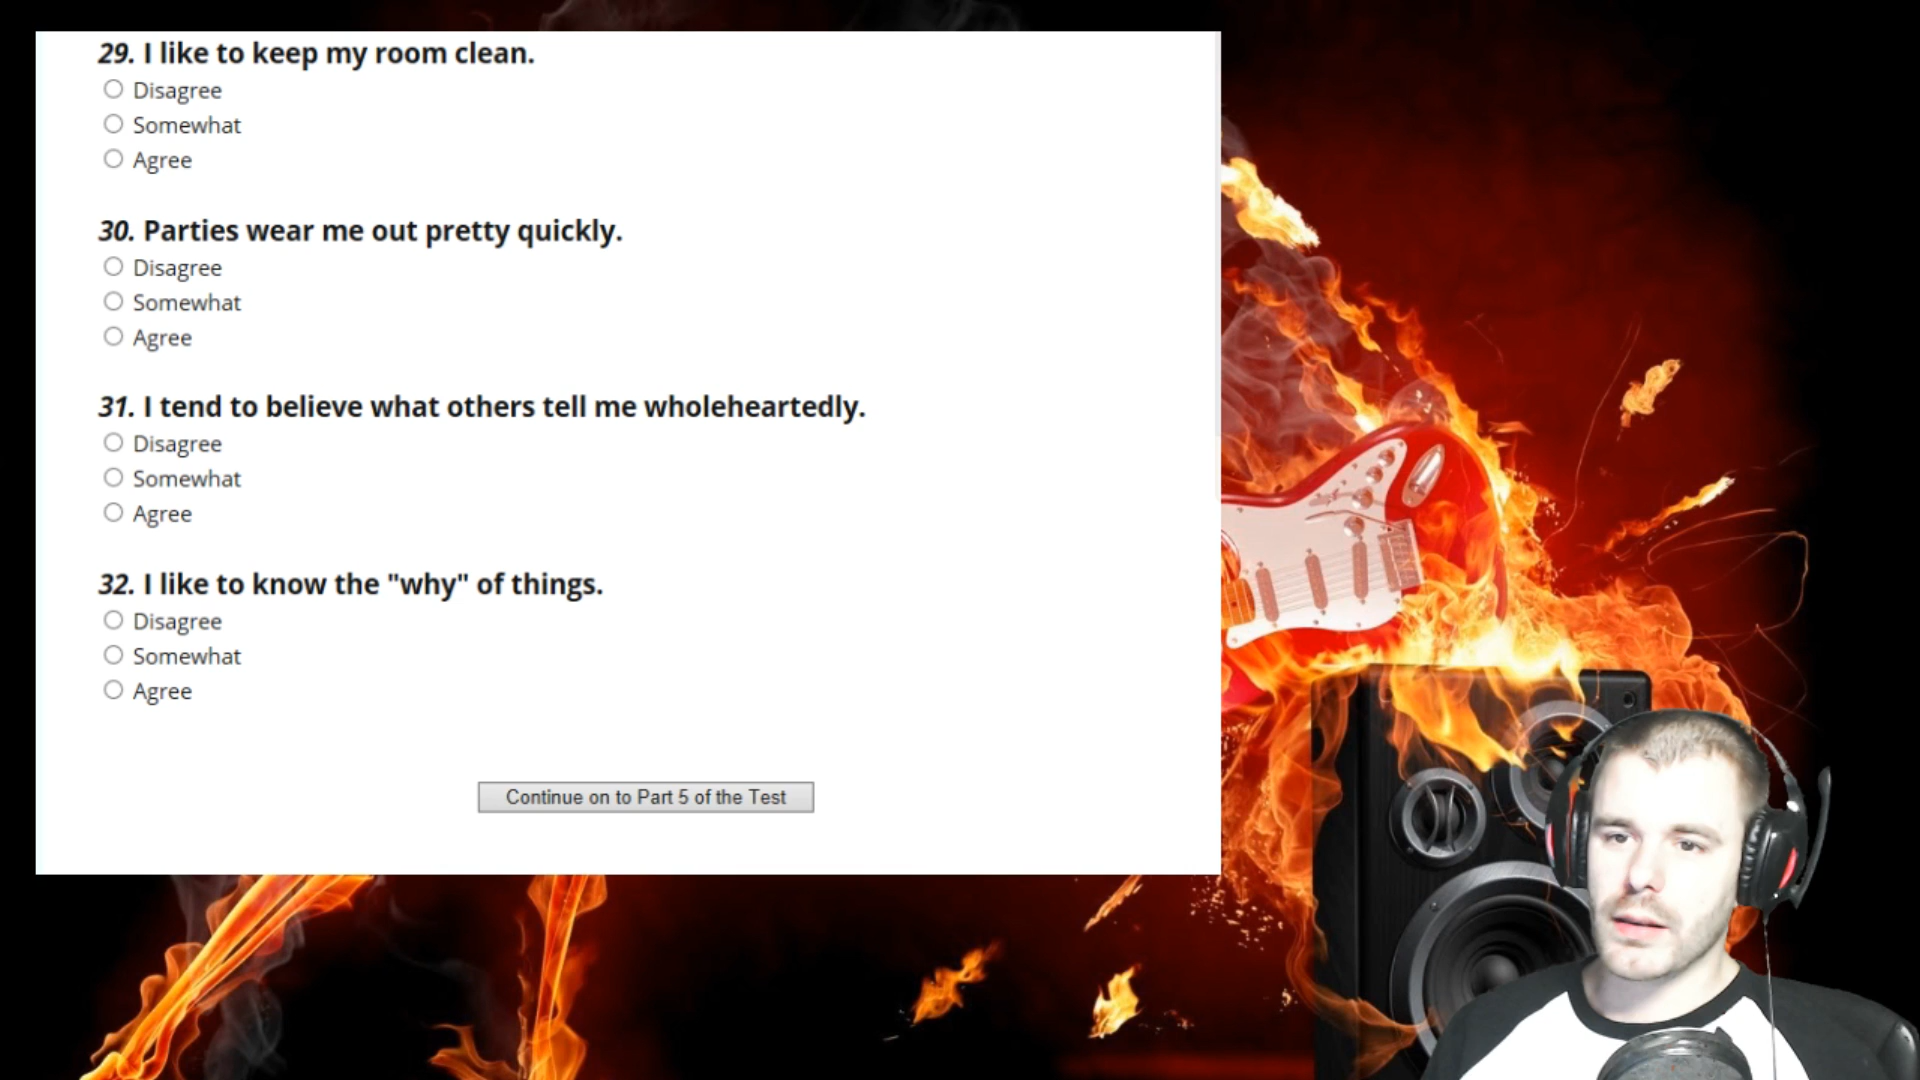 29. I like to keep my room clean.
Disagree
Somewhat
Agree
30. Parties wear me out pretty quickly.
Disagree
Somewhat
Agree
31. I tend to believe what others tell me wholeheartedly.
Disagree
Somewhat
Agree
32. I like to know the "why" of things.
Disagree
Somewhat
Agree
Continue on to Part 5 of the Test